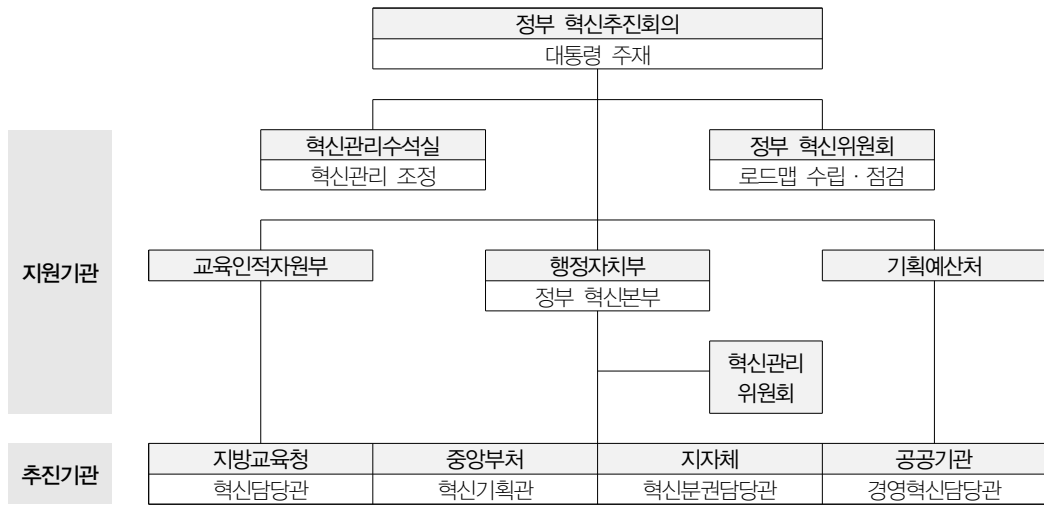 정부 혁신추진회의
대통령 주재
혁신관리수석실
혁신관리 조정
정부 혁신위원회
로드맵 수립 · 점검
지원기관
교육인적자원부
행정자치부
정부 혁신본부
기획예산처
혁신관리
위원회
추진기관
지방교육청
혁신담당관
중앙부처
혁신기획관
지자체
혁신분권담당관
공공기관
경영혁신담당관